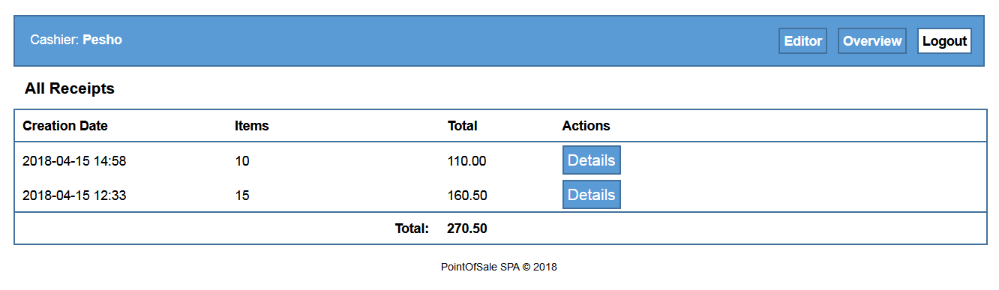 Cashier: Pesho Editor Overview Logout
All Receipts
Creation Date Items Total Actions
2018-04-15 14:58 10 110.00 Details
2018-04-15 12:33 15 160.50 Details
Total: 270.50
PointOfSale SPA © 2018